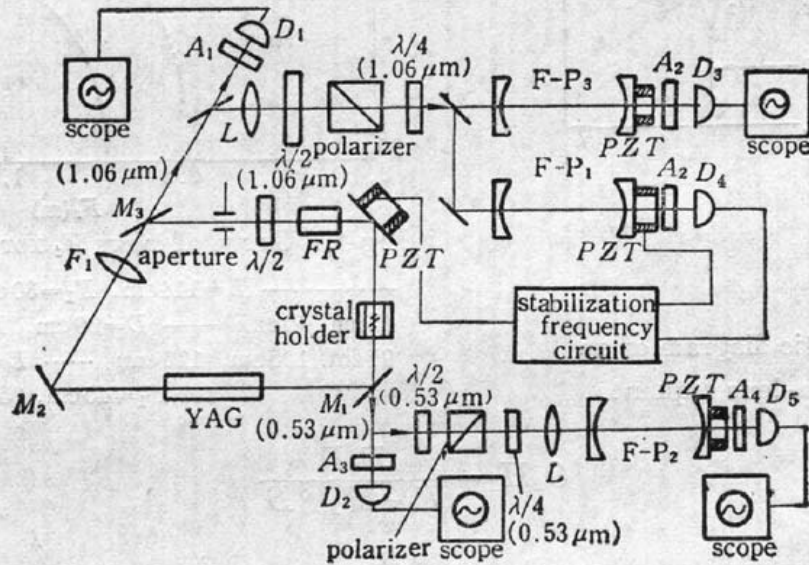 A₁
D₁
scope
L
λ/2
(1.06 μm)
polarizer
λ/4
(1.06 μm)
F-P₃
PZT
A₂
D₃
scope
(1.06 μm)
M₃
F₁
aperture
λ/2
FR
PZT
F-P₁
PZT
A₂
D₄
stabilization
frequency
circuit
crystal
holder
M₂
YAG
M₁
λ/2
(0.53 μm)
(0.53 μm)
A₃
D₂
scope
polarizer
λ/4
(0.53 μm)
L
F-P₂
PZT
A₄
D₅
scope